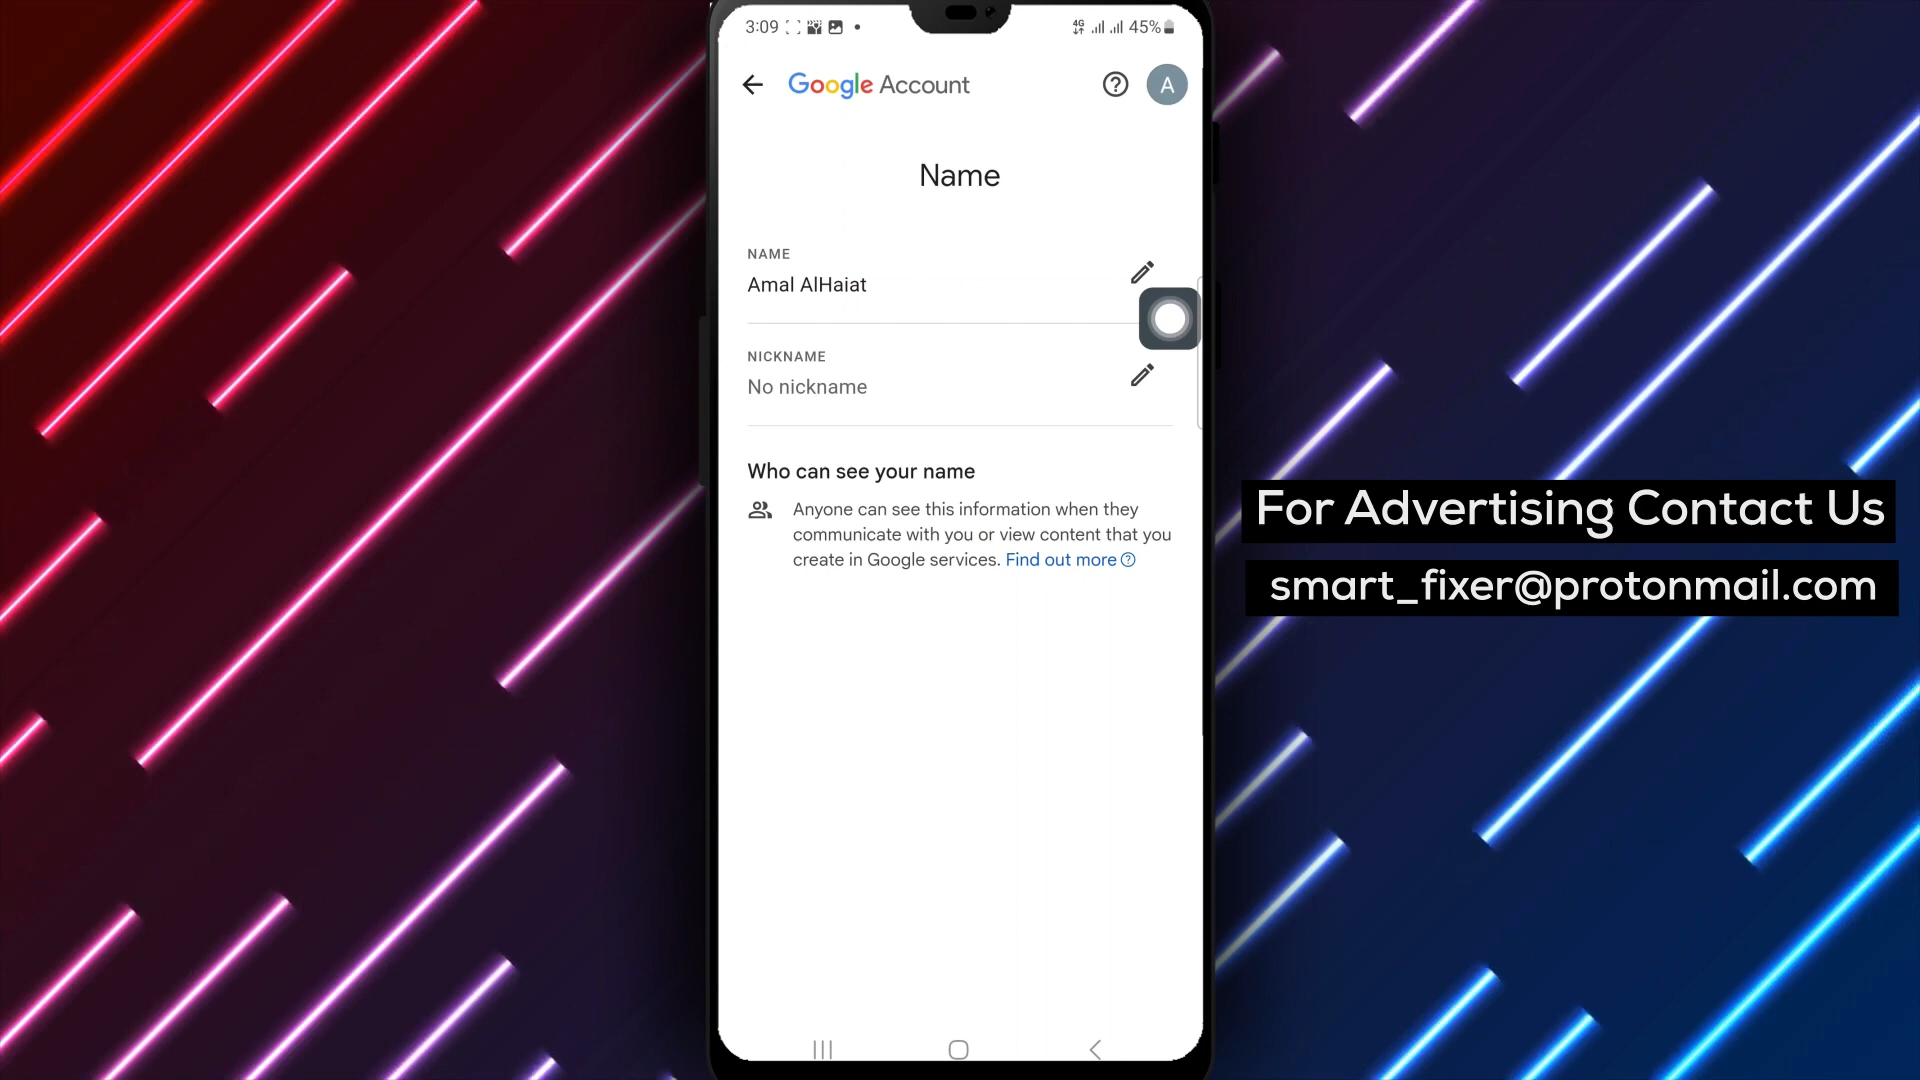 3:09
4G
45%
Google Account
A
Name
NAME
Amal AlHaiat
NICKNAME
No nickname
Who can see your name
Anyone can see this information when they
communicate with you or view content that you
create in Google services. Find out more
For Advertising Contact Us
smart_fixer@protonmail.com